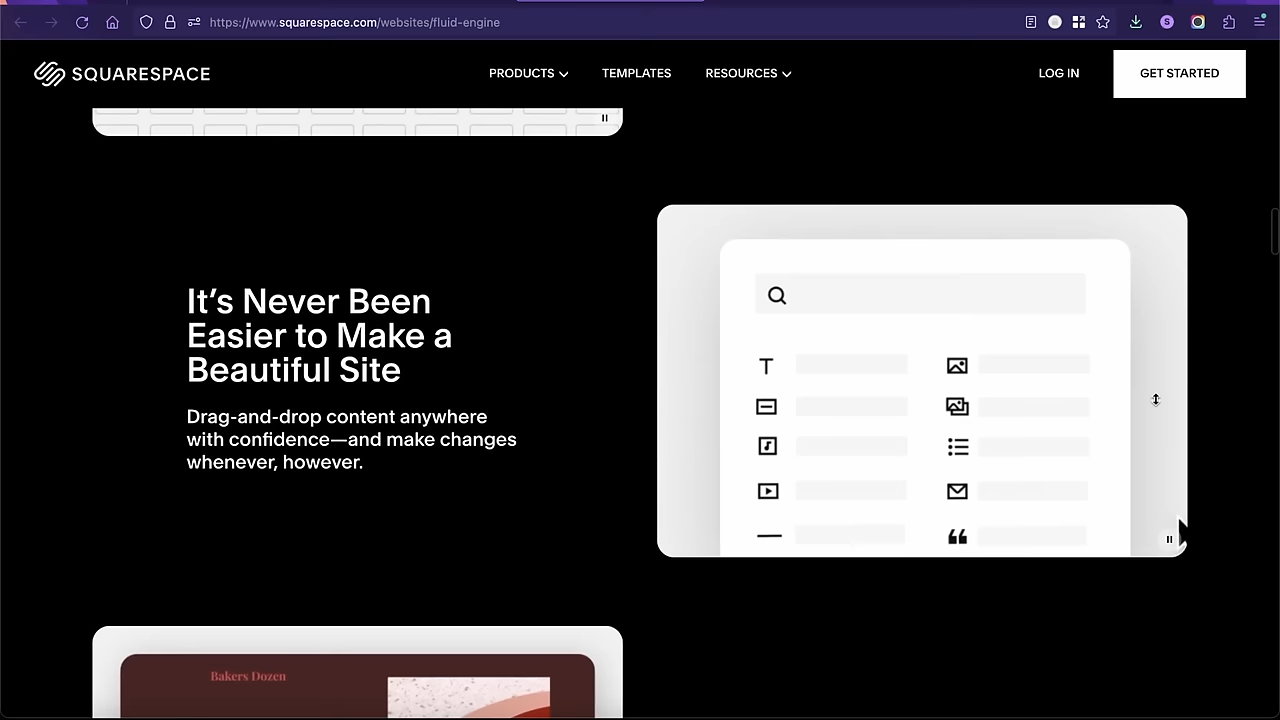 https://www.squarespace.com/websites/fluid-engine
S
SQUARESPACE
PRODUCTS
TEMPLATES
RESOURCES
LOG IN
GET STARTED
It’s Never Been
Easier to Make a
Beautiful Site
Drag-and-drop content anywhere
with confidence—and make changes
whenever, however.
T
Bakers Dozen